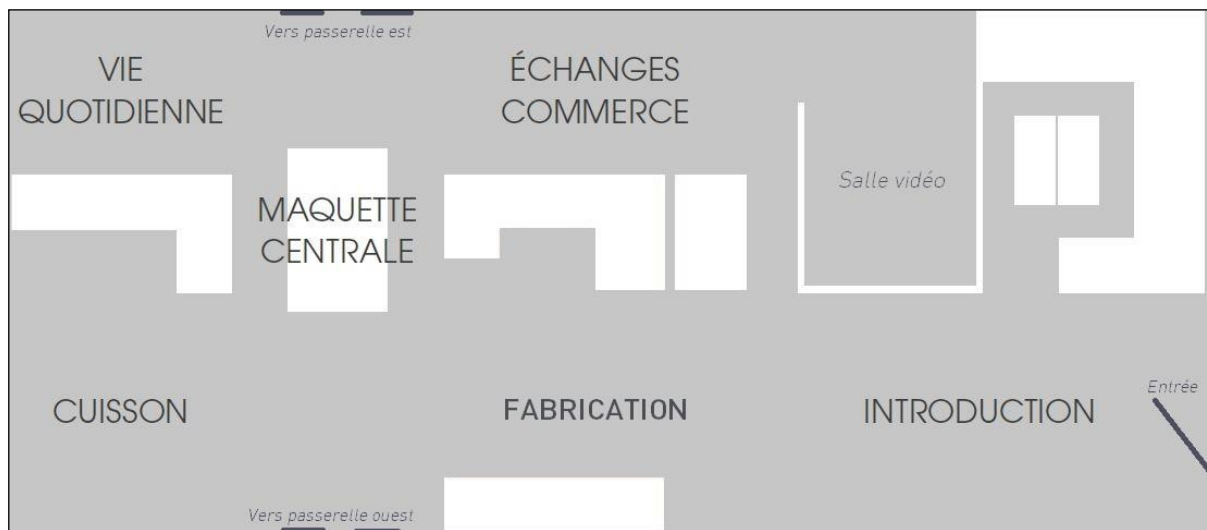 Vers passerelle est
VIE
QUOTIDIENNE
ÉCHANGES
COMMERCE
MAQUETTE
CENTRALE
Salle vidéo
CUISSON
FABRICATION
INTRODUCTION
Entrée
Vers passerelle ouest